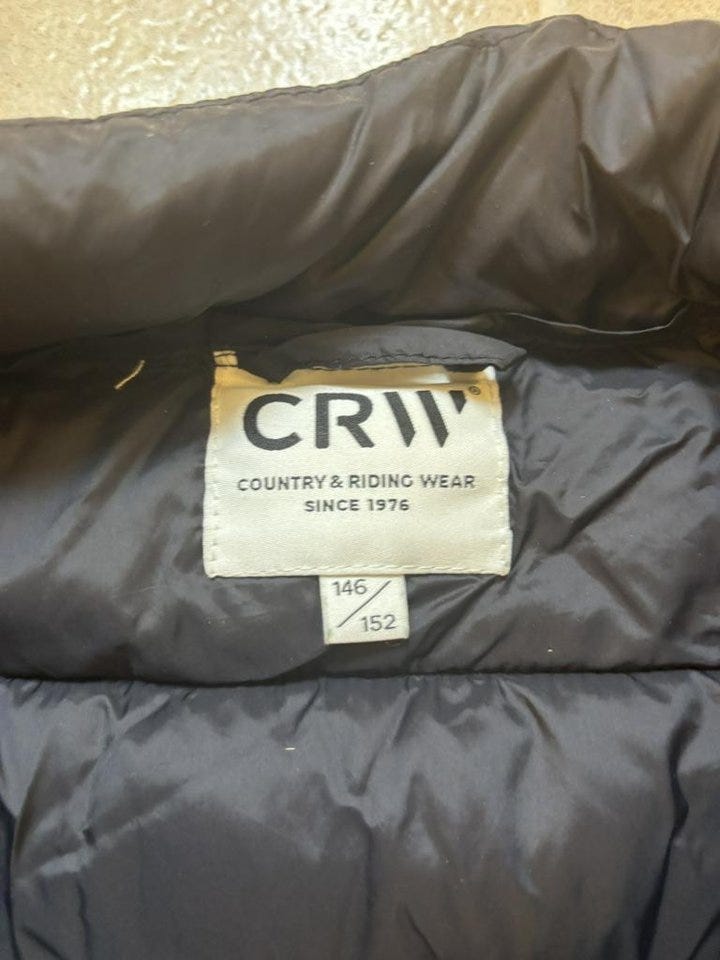 CRW®
COUNTRY & RIDING WEAR
SINCE 1976
146/
152